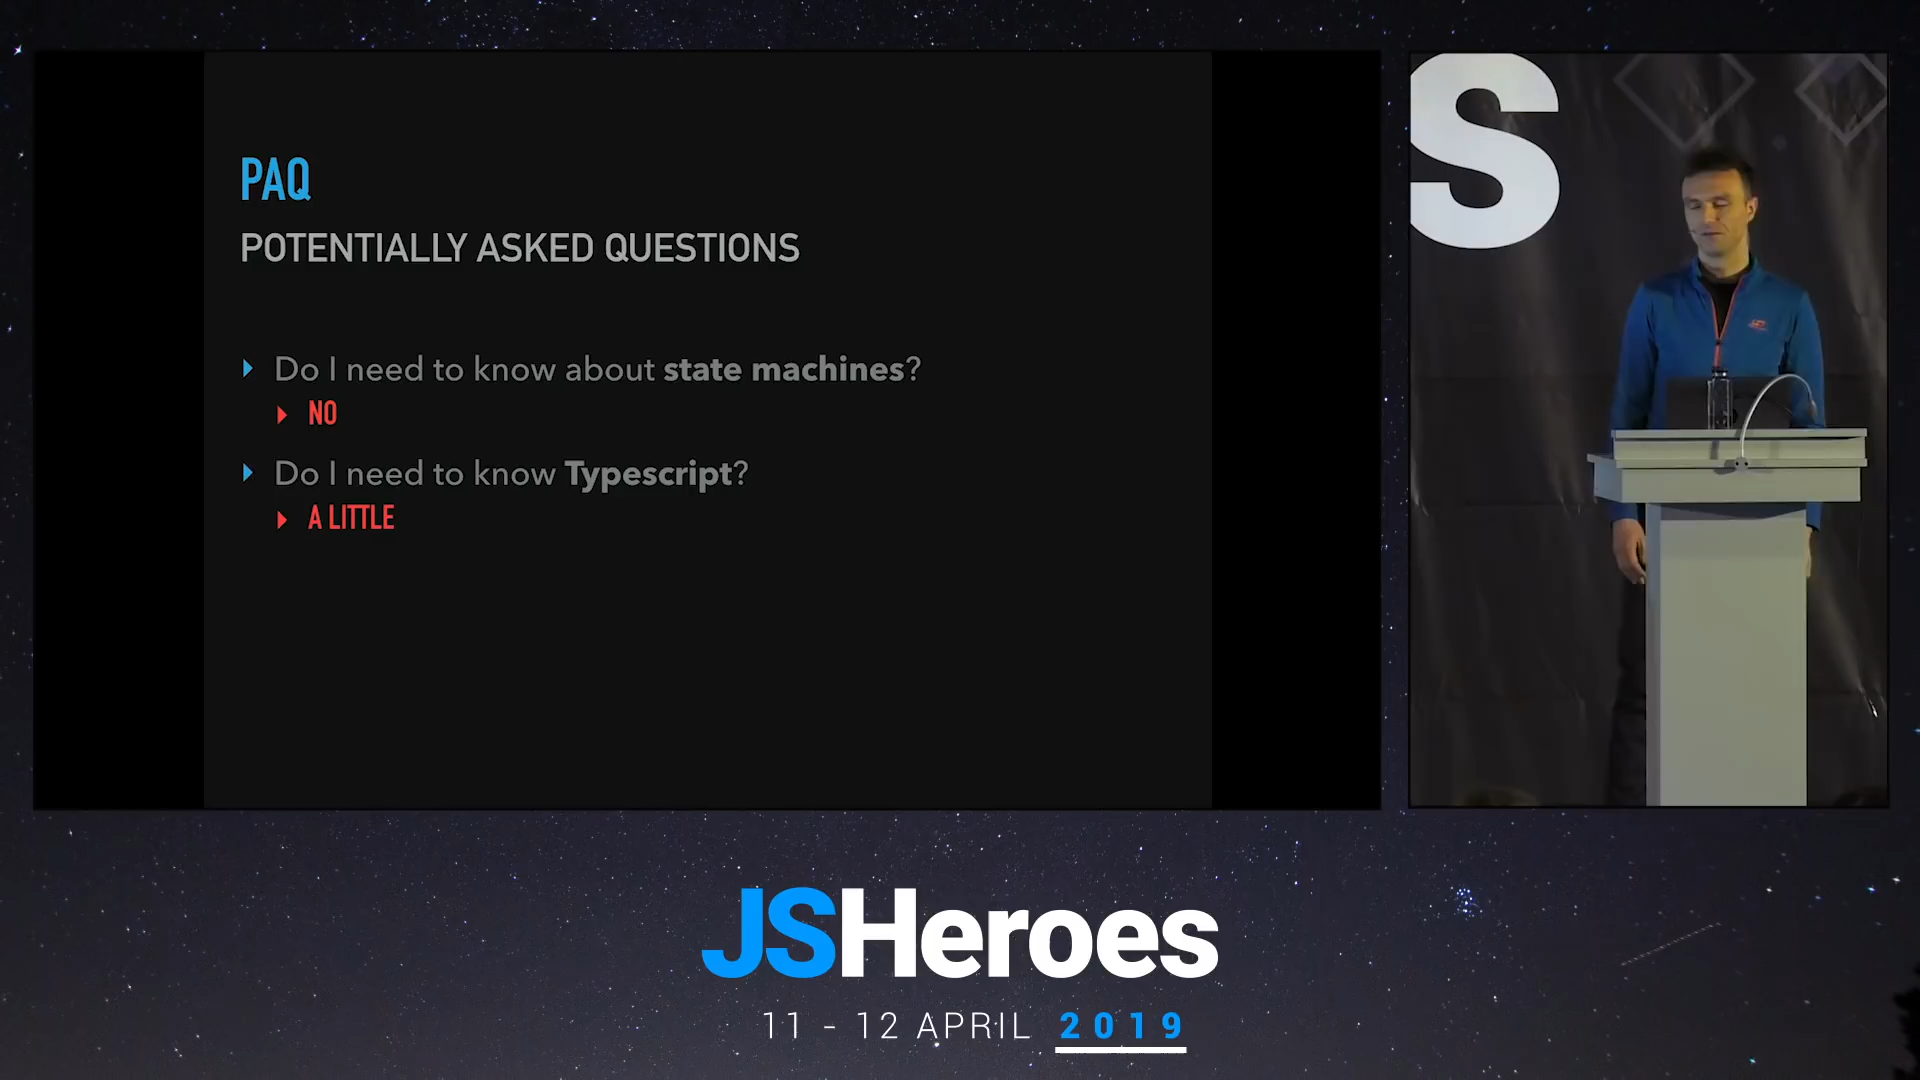 PAQ
POTENTIALLY ASKED QUESTIONS
Do I need to know about state machines?
NO
Do I need to know Typescript?
A LITTLE
S
JSHeroes
11 - 12 APRIL 2019